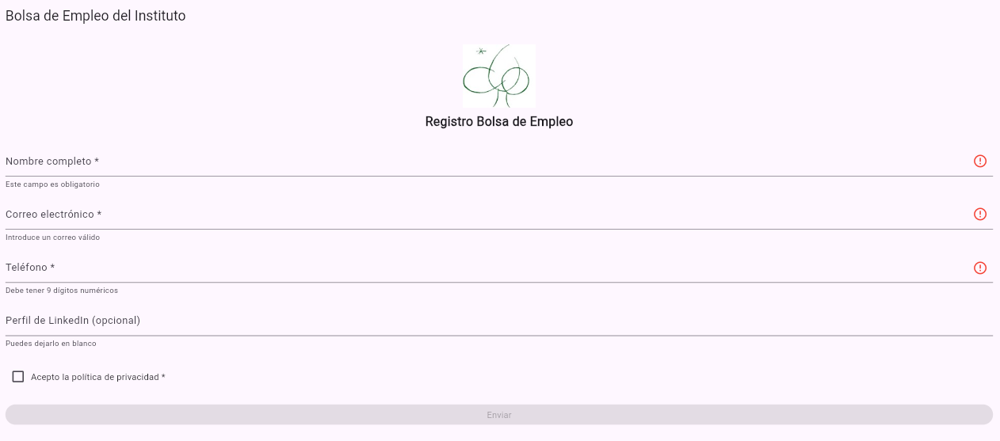 Bolsa de Empleo del Instituto
Registro Bolsa de Empleo
Nombre completo *
Este campo es obligatorio
Correo electrónico *
Introduce un correo válido
Teléfono *
Debe tener 9 dígitos numéricos
Perfil de LinkedIn (opcional)
Puedes dejarlo en blanco
Acepto la política de privacidad *
Enviar